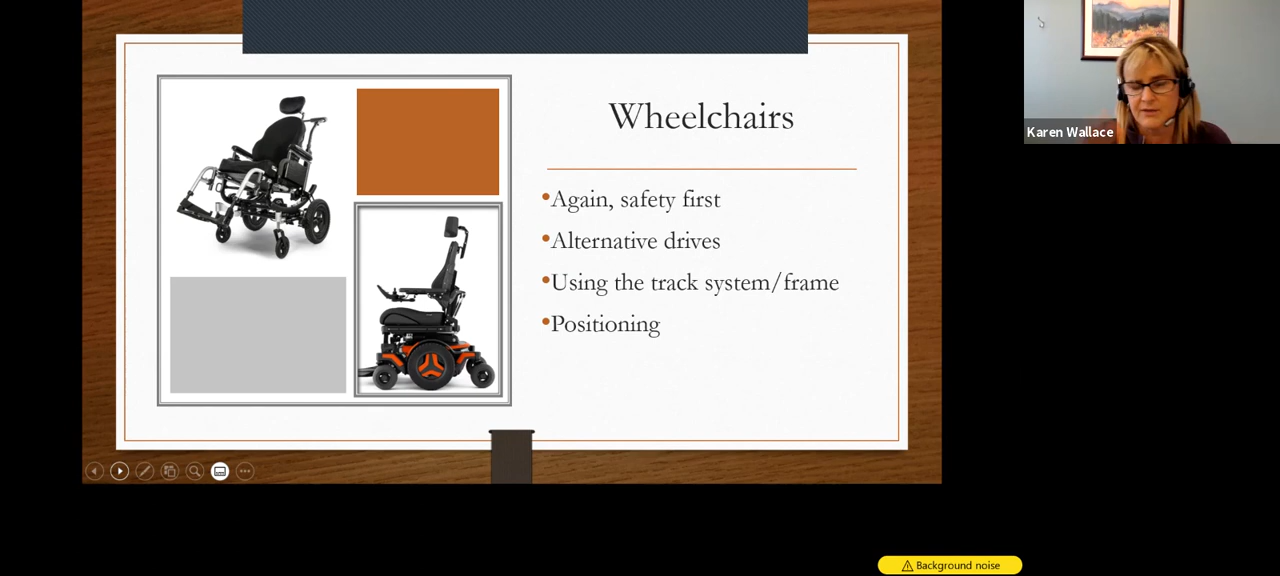 Wheelchairs
•Again, safety first
•Alternative drives
•Using the track system/frame
•Positioning
Karen Wallace
Background noise